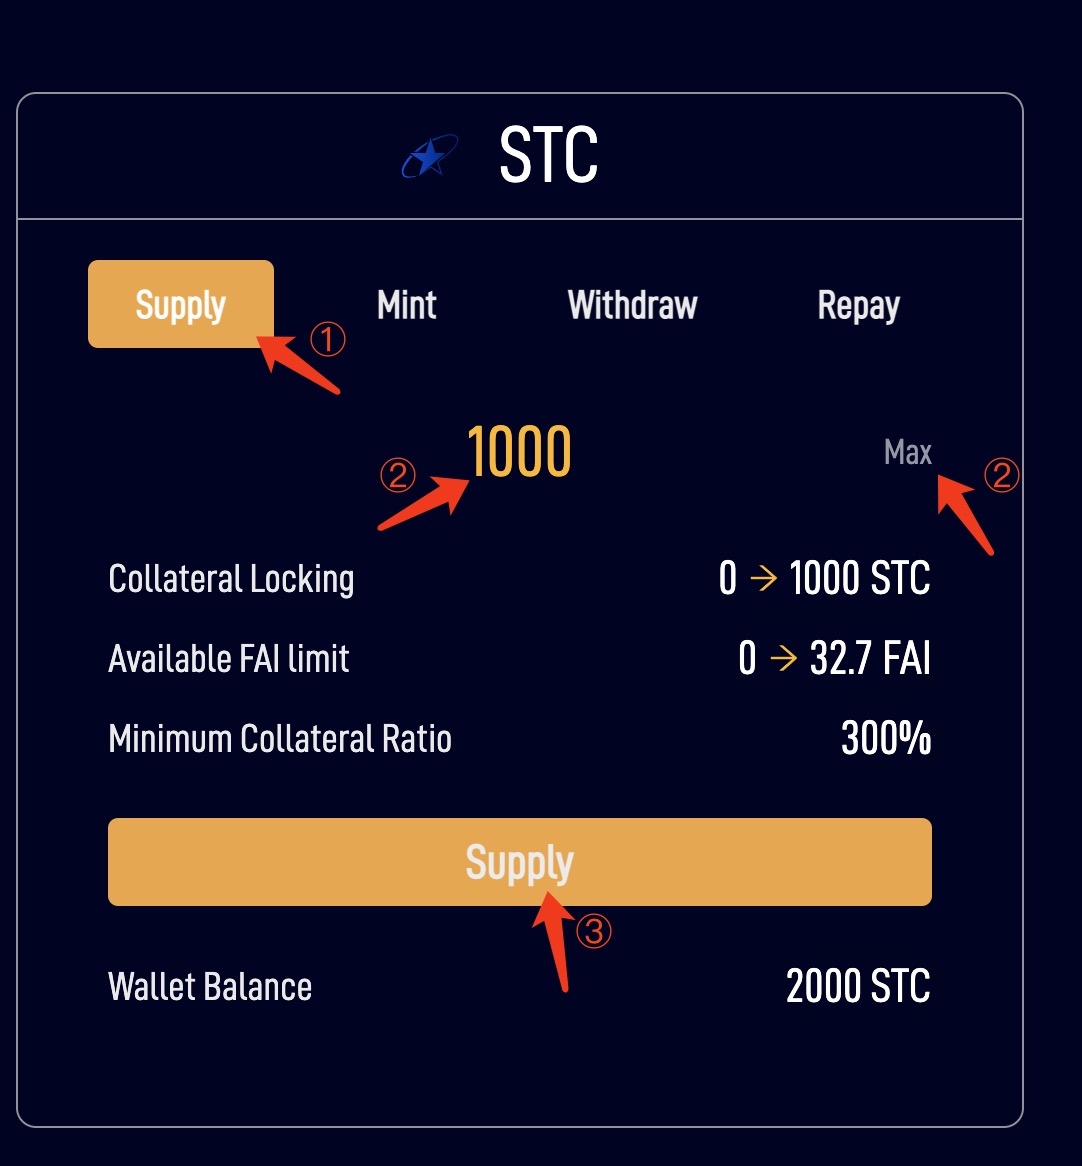 STC
Supply Mint Withdraw Repay
①
1000 Max
② ②
Collateral Locking 0 → 1000 STC
Available FAI limit 0 → 32.7 FAI
Minimum Collateral Ratio 300%
Supply
③
Wallet Balance 2000 STC